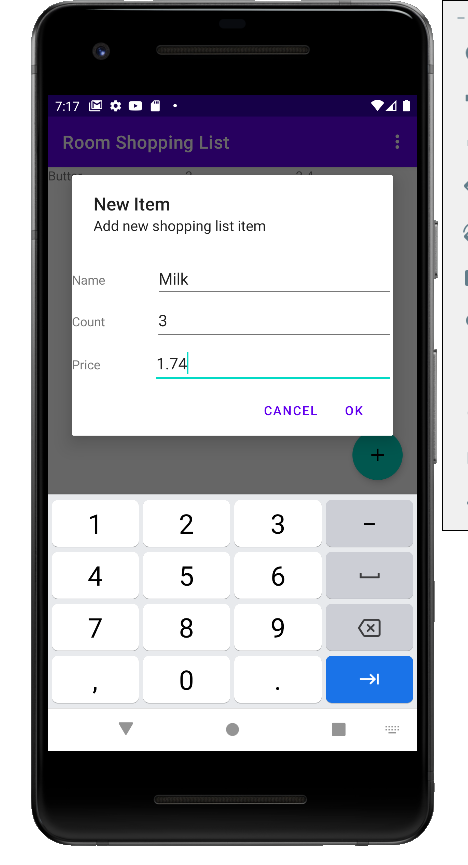 7:17
Room Shopping List
New Item
Add new shopping list item
Name Milk
Count 3
Price 1.74
CANCEL OK
+
1 2 3 -
4 5 6
7 8 9
, 0 .